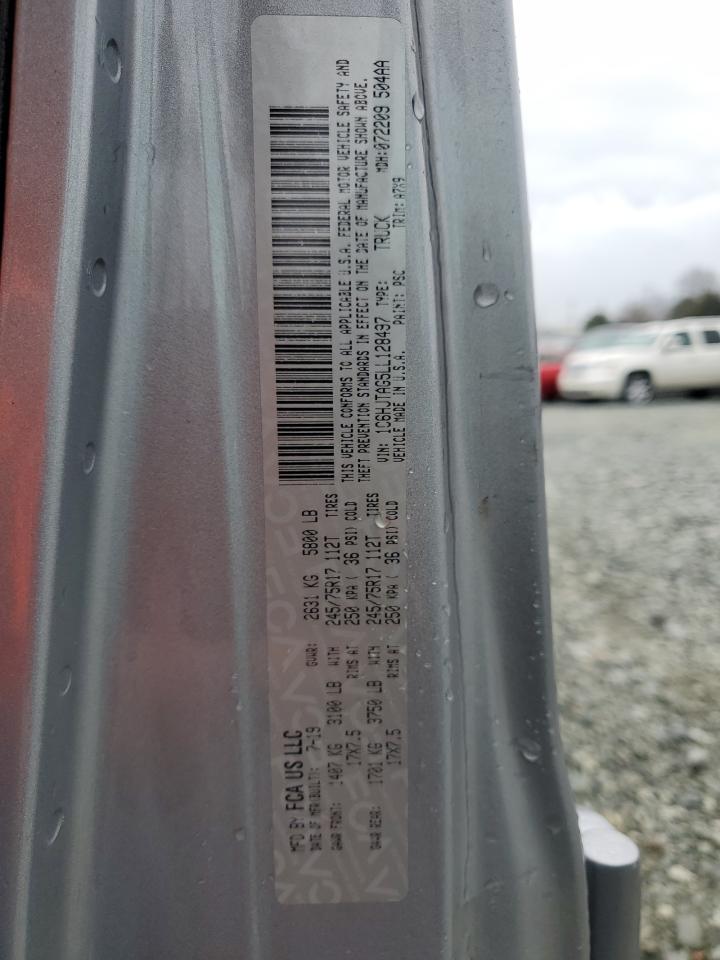 MFD BY FCA US LLC
DATE OF MFR(BUILT): 7-19 GVWR: 2631 KG 5800 LB
GAWR FRONT: 1407 KG 3100 LB WITH 245/75R17 112T TIRES
17X7.5 RIMS AT 250 KPA ( 36 PSI) COLD
GAWR REAR: 1701 KG 3750 LB WITH 245/75R17 112T TIRES
17X7.5 RIMS AT 250 KPA ( 36 PSI) COLD
THIS VEHICLE CONFORMS TO ALL APPLICABLE U.S.A. FEDERAL MOTOR VEHICLE SAFETY AND
THEFT PREVENTION STANDARDS IN EFFECT ON THE DATE OF MANUFACTURE SHOWN ABOVE.
VIN: 1C6HJTAG5LL128497 TYPE: TRUCK MDH:072209 504AA
VEHICLE MADE IN U.S.A. PAINT: PSC TRIM: A7X9